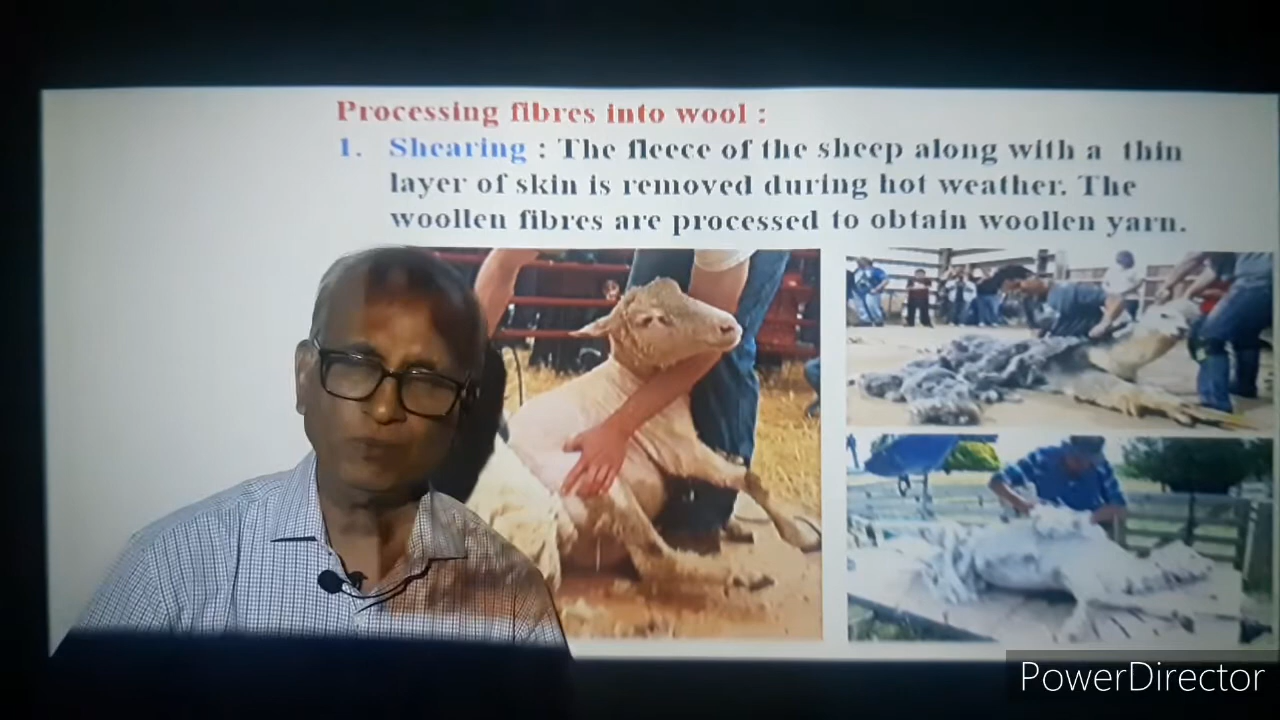 Processing fibres into wool :
1. Shearing : The fleece of the sheep along with a thin
layer of skin is removed during hot weather. The
woollen fibres are processed to obtain woollen yarn.
PowerDirector